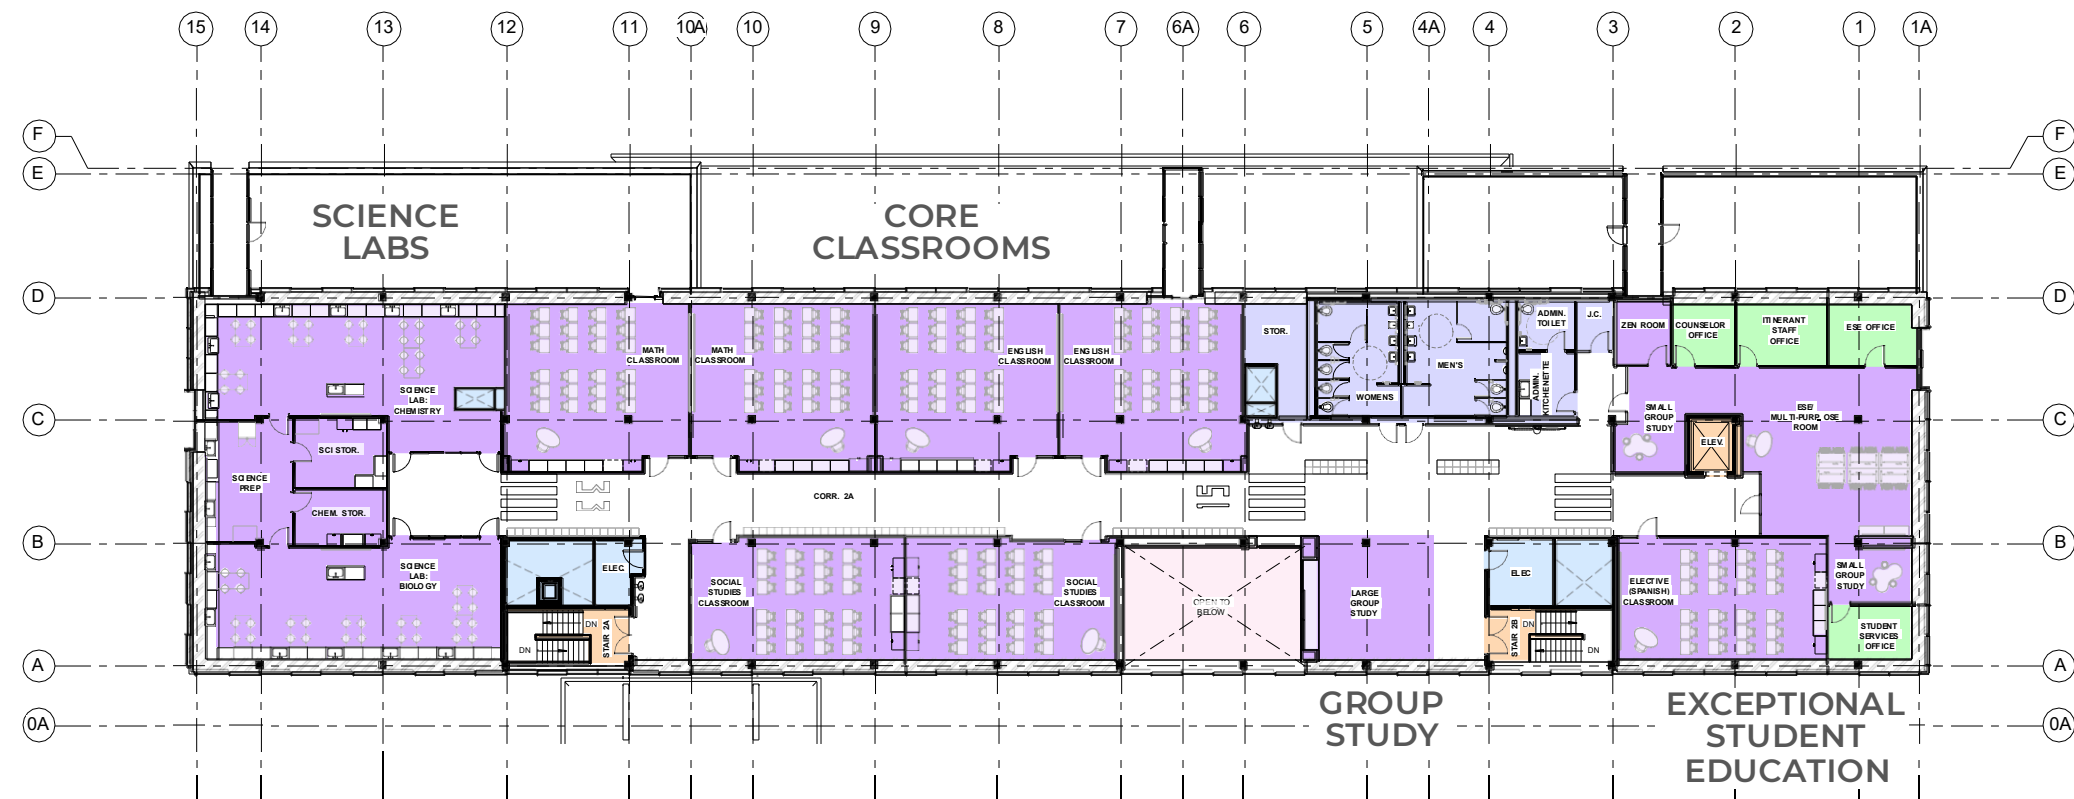 15 14 13 12 11 10A 10 9 8 7 6A 6 5 4A 4 3 2 1 1A
F F
E E
SCIENCE
LABS
CORE
CLASSROOMS
D D
STOR.
ADMIN.
TOILET
J.C.
ZEN ROOM
COUNSELOR
OFFICE
ITINERANT
STAFF
OFFICE
ESE OFFICE
MATH
CLASSROOM
MATH
CLASSROOM
ENGLISH
CLASSROOM
ENGLISH
CLASSROOM
MEN'S
WOMENS
ADMIN.
KITCHENETTE
SCIENCE
LAB:
CHEMISTRY
SMALL
GROUP
STUDY
ESE/
MULTI-PURPOSE
ROOM
C C
ELEV.
SCI STOR.
SCIENCE
PREP
CHEM. STOR.
CORR. 2A
B B
SCIENCE
LAB:
BIOLOGY
ELEC
SOCIAL
STUDIES
CLASSROOM
SOCIAL
STUDIES
CLASSROOM
OPEN TO
BELOW
LARGE
GROUP
STUDY
ELEC
ELECTIVE
(SPANISH)
CLASSROOM
SMALL
GROUP
STUDY
DN
DN
STAIR 2A
STAIR 2B
DN
DN
STUDENT
SERVICES
OFFICE
A A
GROUP
STUDY
EXCEPTIONAL
STUDENT
EDUCATION
0A 0A